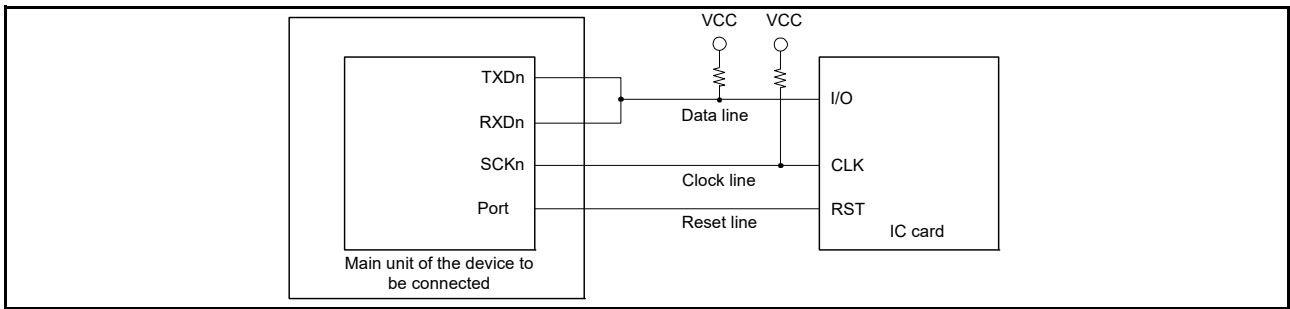 VCC VCC
TXDn
I/O
Data line
RXDn
SCKn
CLK
Clock line
Port
RST
Reset line
IC card
Main unit of the device to
be connected